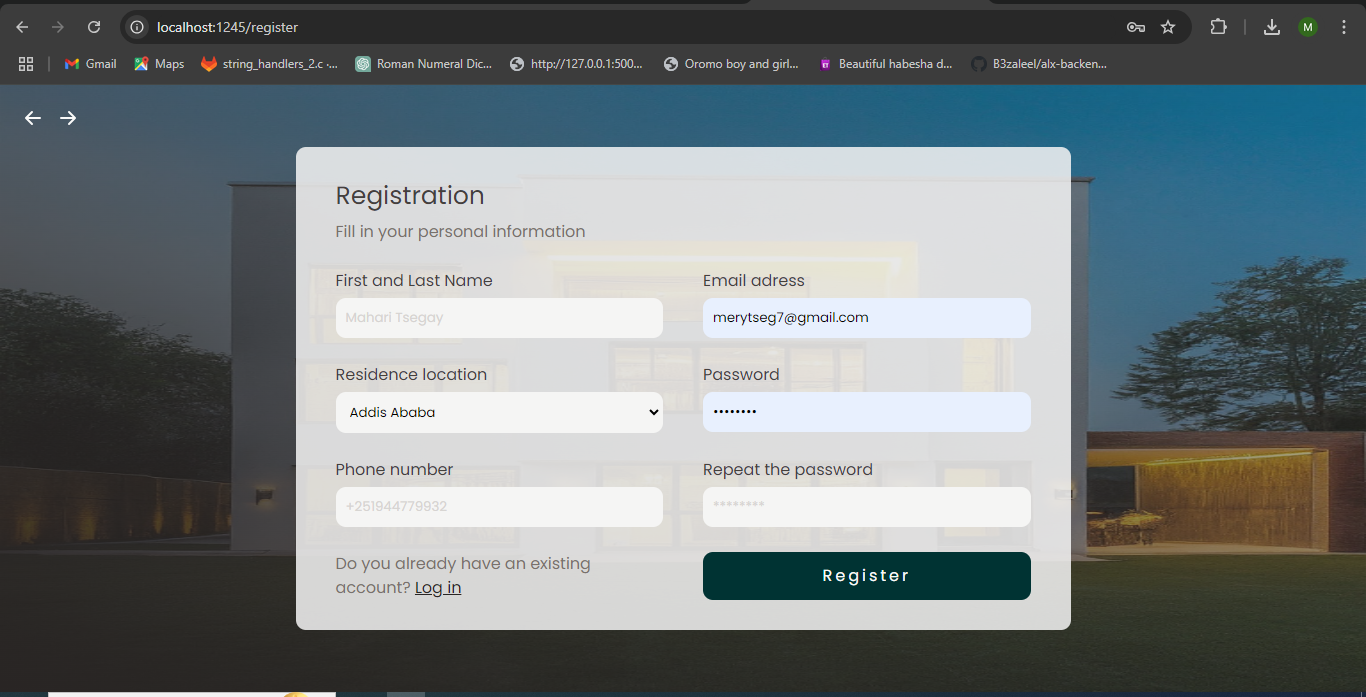 localhost:1245/register
M
Gmail
Maps
string_handlers_2.c ·...
Roman Numeral Dic...
http://127.0.0.1:500...
Oromo boy and girl...
ET
Beautiful habesha d...
B3zaleel/alx-backen...
Registration
Fill in your personal information
First and Last Name
Email adress
Mahari Tsegay
merytseg7@gmail.com
Residence location
Password
Addis Ababa
••••••••
Phone number
Repeat the password
+251944779932
********
Do you already have an existing
account? Log in
Register